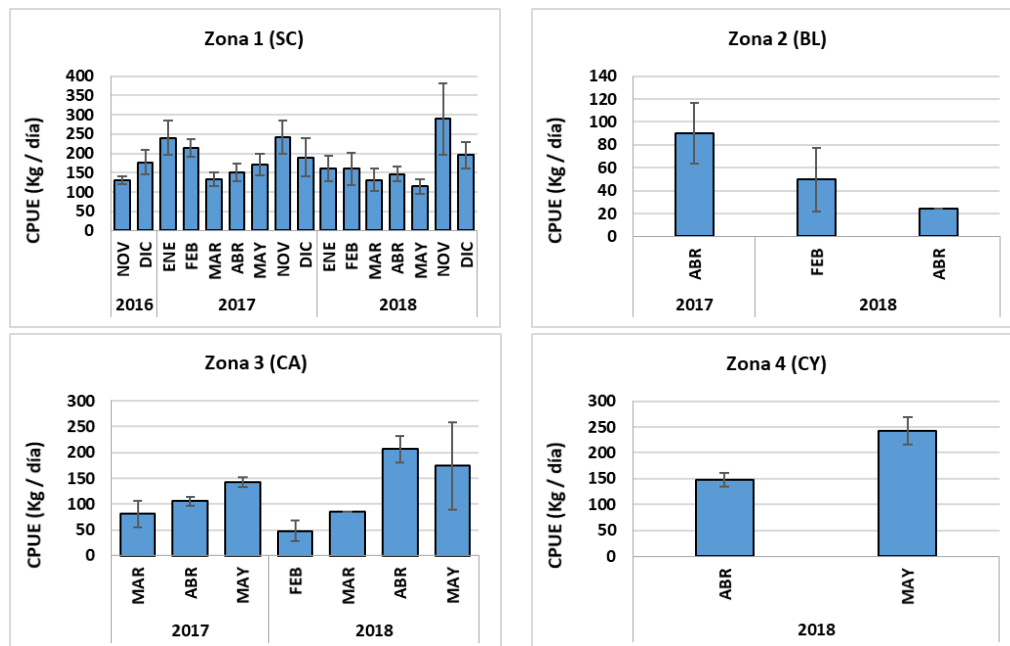 Zona 1 (SC)
CPUE (Kg / día)
400
350
300
250
200
150
100
50
0
NOV DIC ENE FEB MAR ABR MAY NOV DIC ENE FEB MAR ABR MAY NOV DIC
2016 2017 2018
Zona 2 (BL)
CPUE (Kg / día)
140
120
100
80
60
40
20
0
ABR FEB ABR
2017 2018
Zona 3 (CA)
CPUE (Kg / día)
300
250
200
150
100
50
0
MAR ABR MAY FEB MAR ABR MAY
2017 2018
Zona 4 (CY)
CPUE (Kg / día)
300
250
200
150
100
50
0
ABR MAY
2018